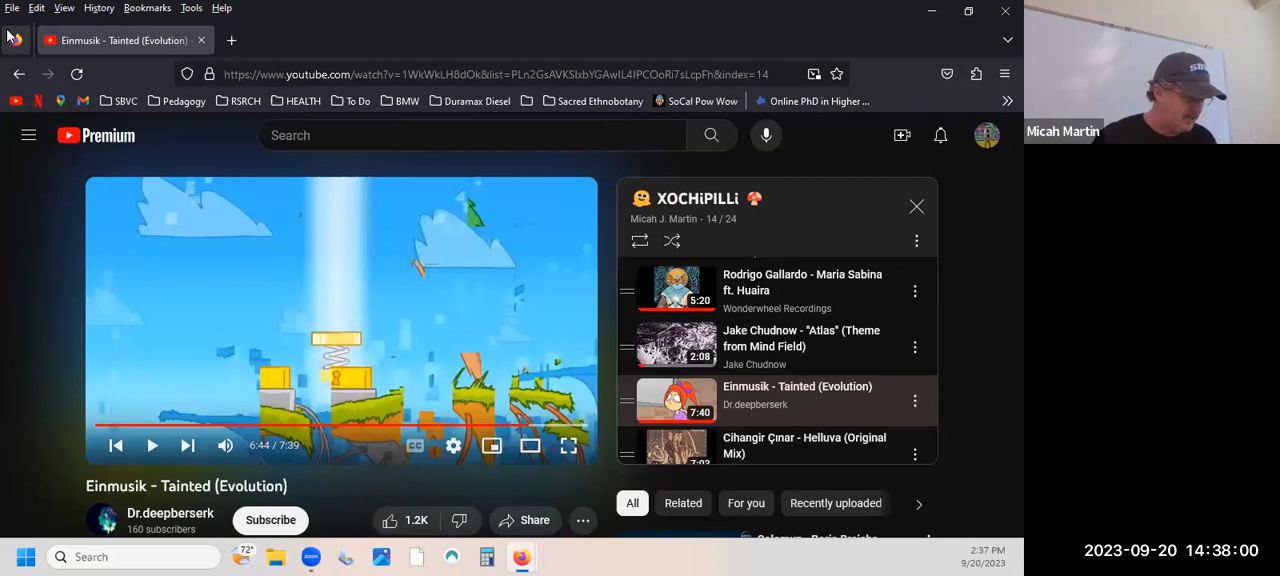 File Edit View History Bookmarks Tools Help
Einmusik - Tainted (Evolution)
https://www.youtube.com/watch?v=1WkWkLH8dOk&list=PLn2GsAVKSIxbYGAwIL4IPCOoRi7sLcpFh&index=14
SBVC Pedagogy RSRCH HEALTH To Do BMW Duramax Diesel Sacred Ethnobotany SoCal Pow Wow Online PhD in Higher ...
Premium
Search
XOCHiPiLLi
Micah J. Martin - 14 / 24
Rodrigo Gallardo - Maria Sabina
ft. Huaira
5:20
Wonderwheel Recordings
Jake Chudnow - "Atlas" (Theme
from Mind Field)
2:08
Jake Chudnow
Einmusik - Tainted (Evolution)
Dr.deepberserk
7:40
Cihangir Çınar - Helluva (Original
Mix)
7:03
6:44 / 7:39
CC
Einmusik - Tainted (Evolution)
Dr.deepberserk
160 subscribers
Subscribe
1.2K
Share
All Related For you Recently uploaded
72°
Search
zoom
2:37 PM
9/20/2023
Micah Martin
2023-09-20 14:38:00